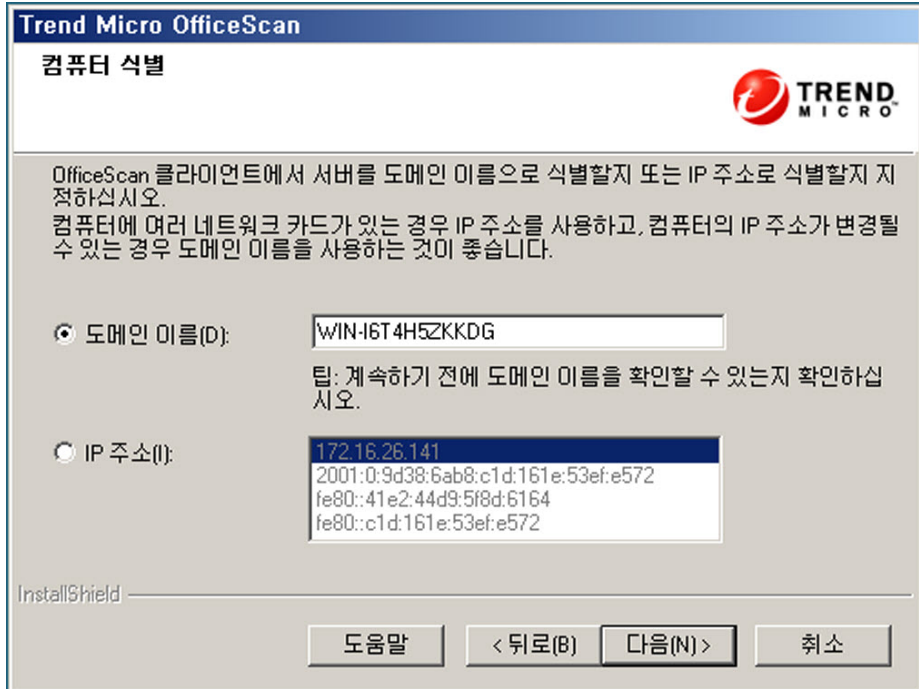 Trend Micro OfficeScan
컴퓨터 식별
TREND
MICRO
OfficeScan 클라이언트에서 서버를 도메인 이름으로 식별할지 또는 IP 주소로 식별할지 지
정하십시오.
컴퓨터에 여러 네트워크 카드가 있는 경우 IP 주소를 사용하고, 컴퓨터의 IP 주소가 변경될
수 있는 경우 도메인 이름을 사용하는 것이 좋습니다.
도메인 이름(D):
WIN-I6T4H5ZKKDG
팁: 계속하기 전에 도메인 이름을 확인할 수 있는지 확인하십
시오.
IP 주소(I):
172.16.26.141
2001:0:9d38:6ab8:c1d:161e:53ef:e572
fe80::41e2:44d9:5f8d:6164
fe80::c1d:161e:53ef:e572
InstallShield
도움말
< 뒤로(B)
다음(N) >
취소